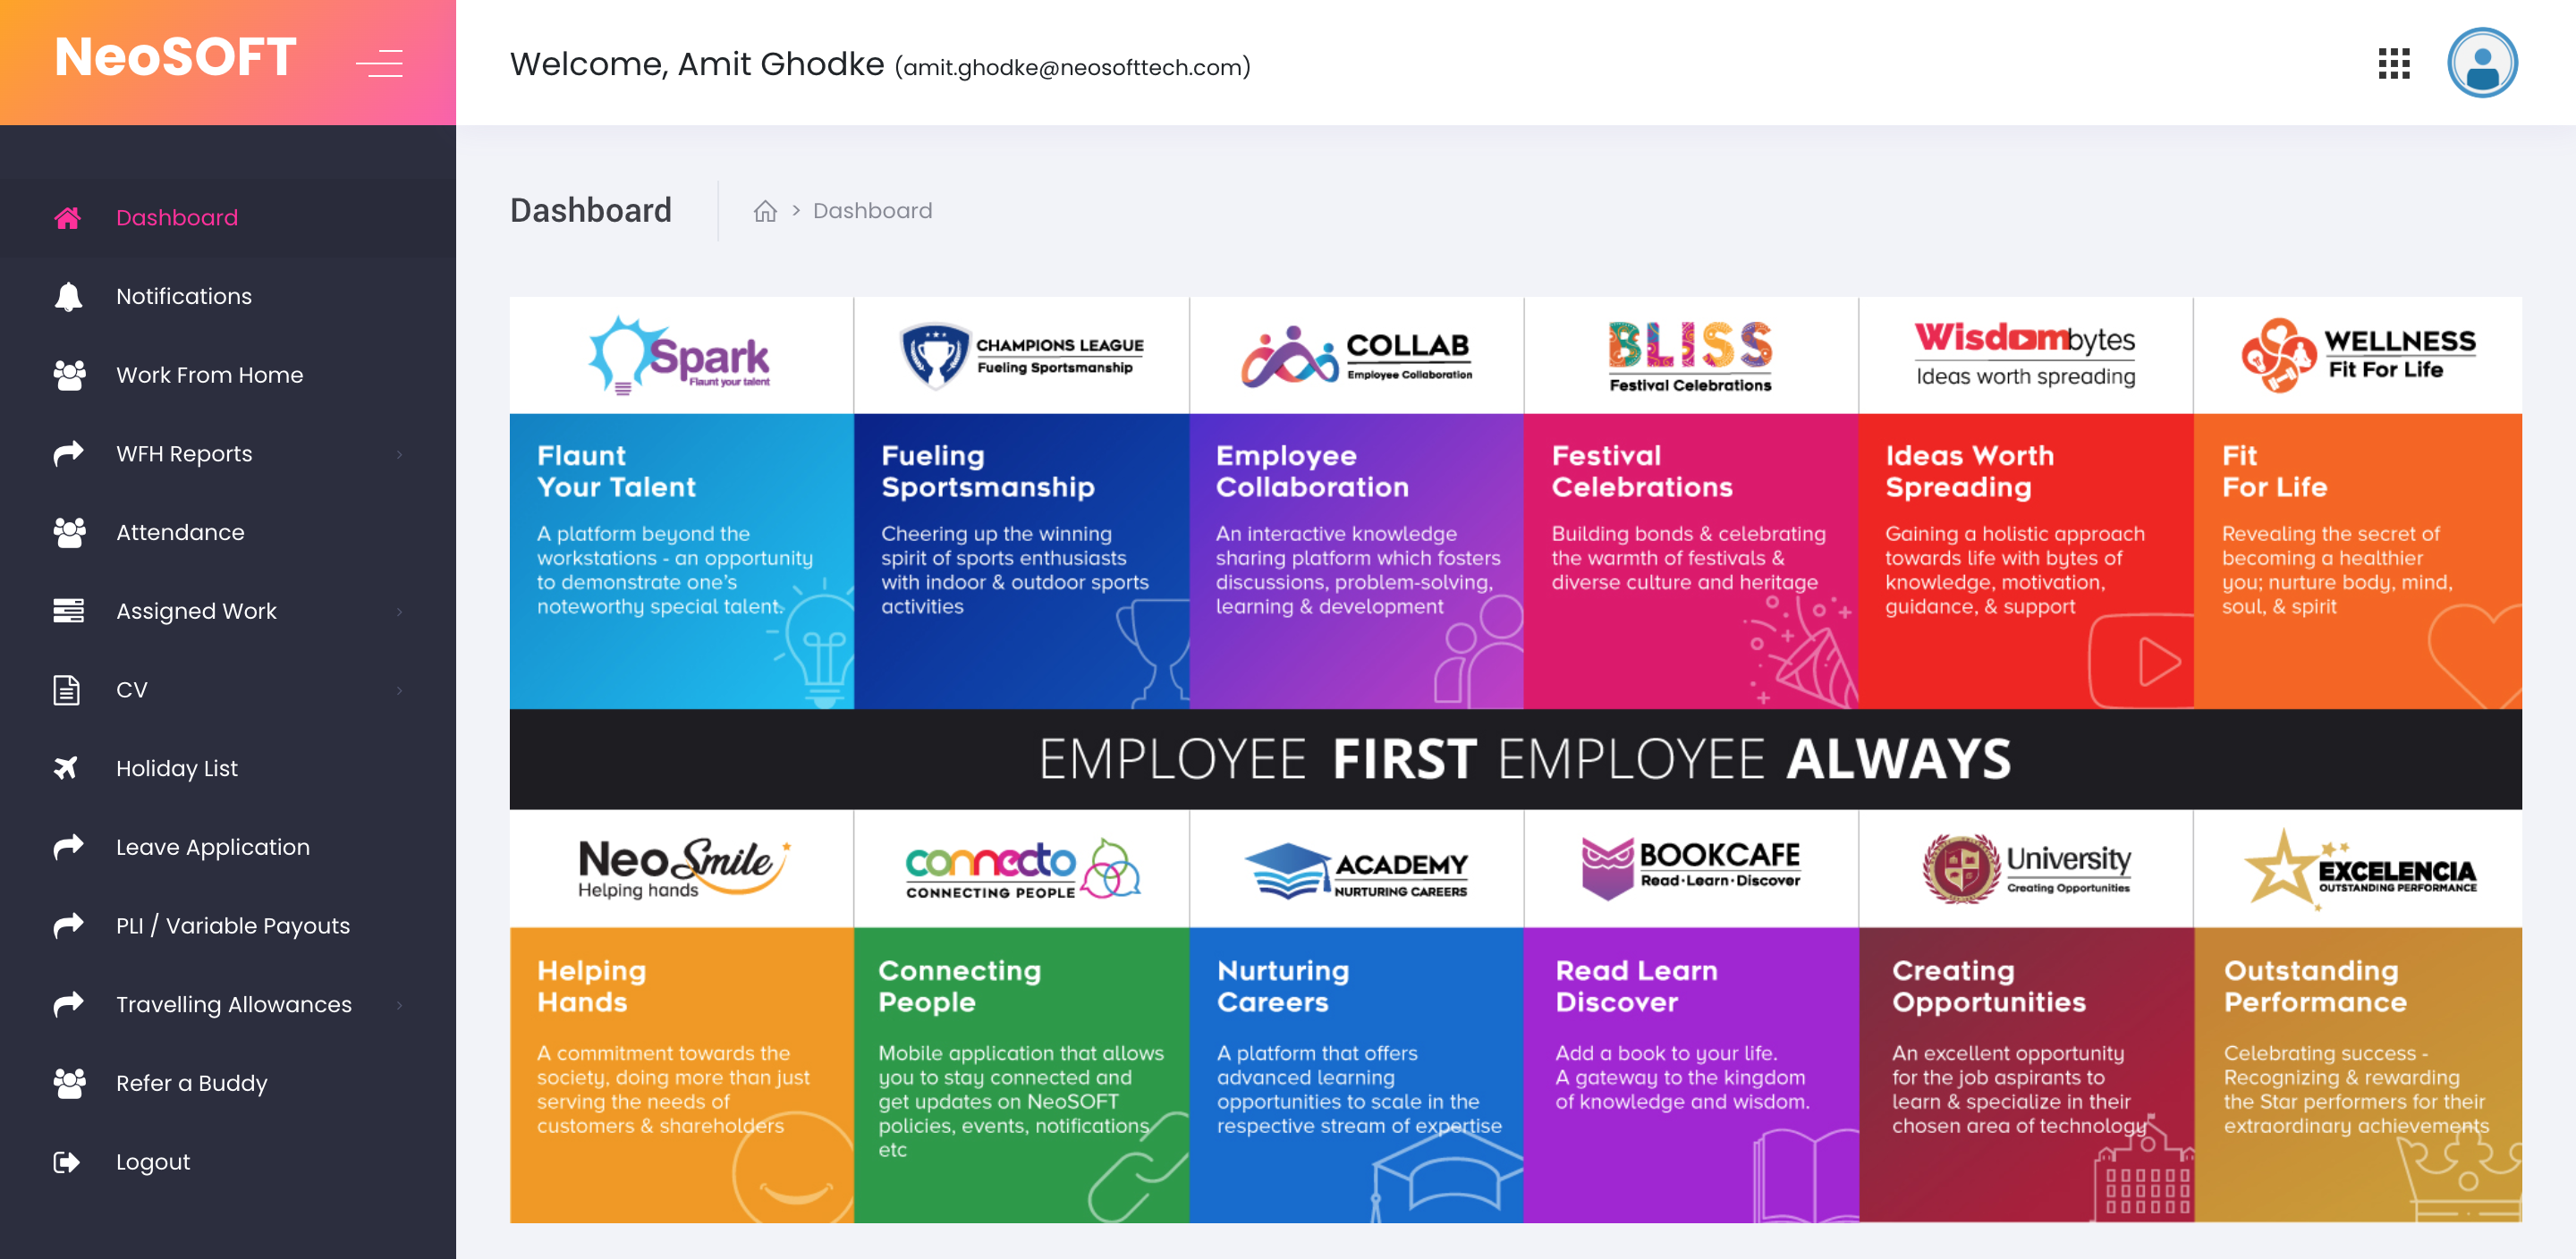 NeoSOFT
Welcome, Amit Ghodke (amit.ghodke@neosofttech.com)
Dashboard
Notifications
Work From Home
WFH Reports
Attendance
Assigned Work
CV
Holiday List
Leave Application
PLI / Variable Payouts
Travelling Allowances
Refer a Buddy
Logout
Dashboard
> Dashboard
Spark
Flaunt your talent
CHAMPIONS LEAGUE
Fueling Sportsmanship
COLLAB
Employee Collaboration
BLISS
Festival Celebrations
Wisdombytes
Ideas worth spreading
WELLNESS
Fit For Life
Flaunt
Your Talent
A platform beyond the
workstations - an opportunity
to demonstrate one's
noteworthy special talent.
Fueling
Sportsmanship
Cheering up the winning
spirit of sports enthusiasts
with indoor & outdoor sports
activities
Employee
Collaboration
An interactive knowledge
sharing platform which fosters
discussions, problem-solving,
learning & development
Festival
Celebrations
Building bonds & celebrating
the warmth of festivals &
diverse culture and heritage
Ideas Worth
Spreading
Gaining a holistic approach
towards life with bytes of
knowledge, motivation,
guidance, & support
Fit
For Life
Revealing the secret of
becoming a healthier
you; nurture body, mind,
soul, & spirit
EMPLOYEE FIRST EMPLOYEE ALWAYS
NeoSmile
Helping hands
connecto
CONNECTING PEOPLE
ACADEMY
NURTURING CAREERS
BOOKCAFE
Read·Learn·Discover
University
Creating Opportunities
EXCELENCIA
OUTSTANDING PERFORMANCE
Helping
Hands
A commitment towards the
society, doing more than just
serving the needs of
customers & shareholders
Connecting
People
Mobile application that allows
you to stay connected and
get updates on NeoSOFT
policies, events, notifications
etc
Nurturing
Careers
A platform that offers
advanced learning
opportunities to scale in the
respective stream of expertise
Read Learn
Discover
Add a book to your life.
A gateway to the kingdom
of knowledge and wisdom.
Creating
Opportunities
An excellent opportunity
for the job aspirants to
learn & specialize in their
chosen area of technology
Outstanding
Performance
Celebrating success -
Recognizing & rewarding
the Star performers for their
extraordinary achievements